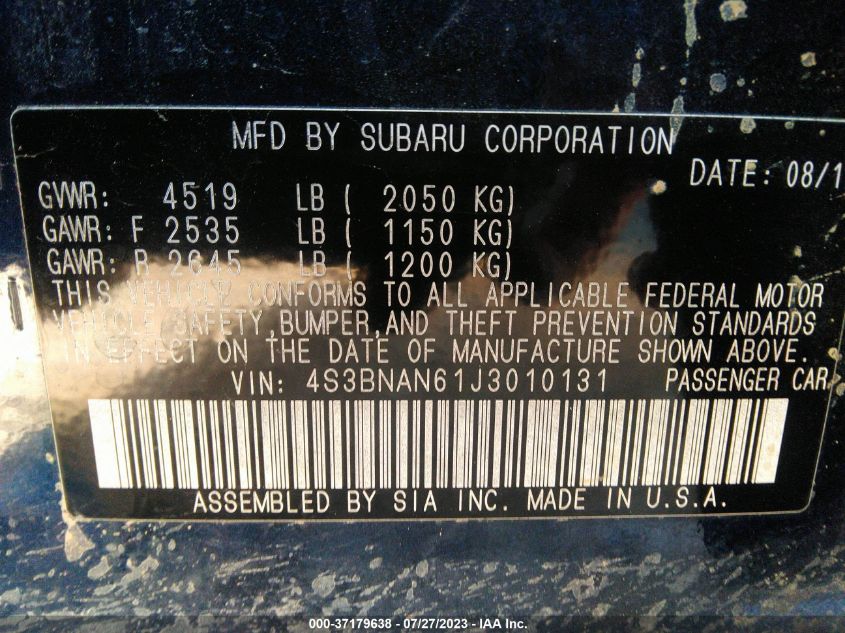 MFD BY SUBARU CORPORATION
DATE: 08/1
GVWR: 4519 LB ( 2050 KG)
GAWR: F 2535 LB ( 1150 KG)
GAWR: R 2645 LB ( 1200 KG)
THIS VEHICLE CONFORMS TO ALL APPLICABLE FEDERAL MOTOR
VEHICLE SAFETY, BUMPER, AND THEFT PREVENTION STANDARDS
IN EFFECT ON THE DATE OF MANUFACTURE SHOWN ABOVE.
VIN: 4S3BNAN61J3010131 PASSENGER CAR
ASSEMBLED BY SIA INC. MADE IN U.S.A.
000-37179638 - 07/27/2023 - IAA Inc.